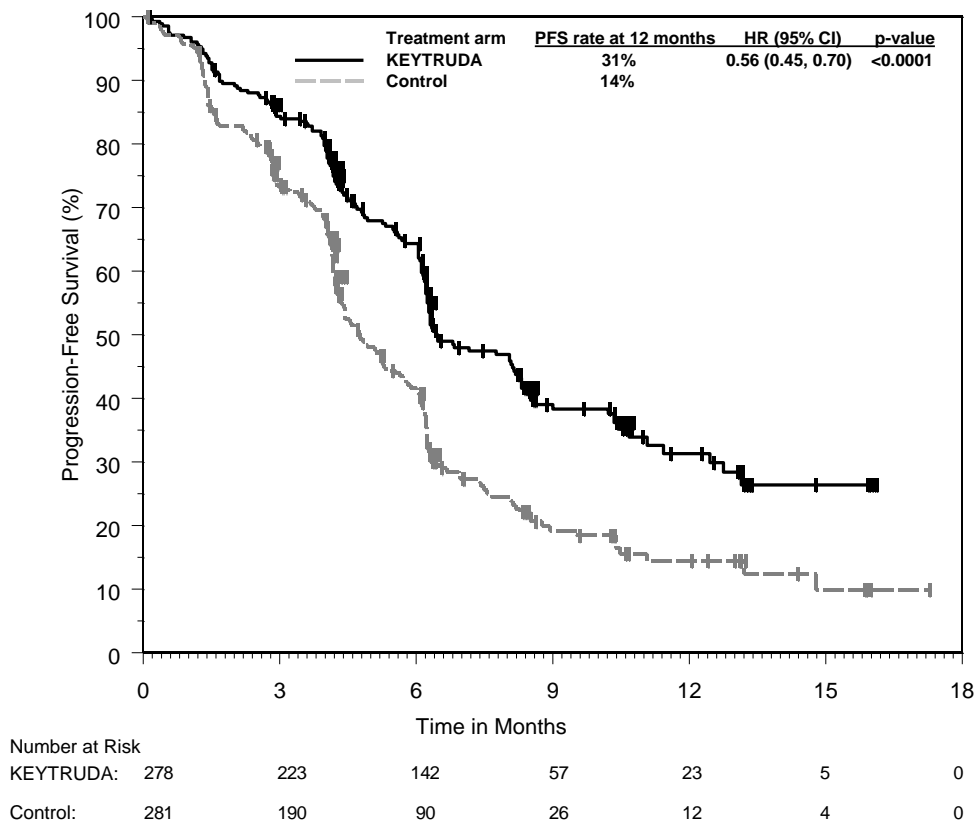 Treatment arm PFS rate at 12 months HR (95% CI) p-value
KEYTRUDA 31% 0.56 (0.45, 0.70) <0.0001
Control 14%
Progression-Free Survival (%)
100
90
80
70
60
50
40
30
20
10
0
0 3 6 9 12 15 18
Time in Months
Number at Risk
KEYTRUDA: 278 223 142 57 23 5 0
Control: 281 190 90 26 12 4 0